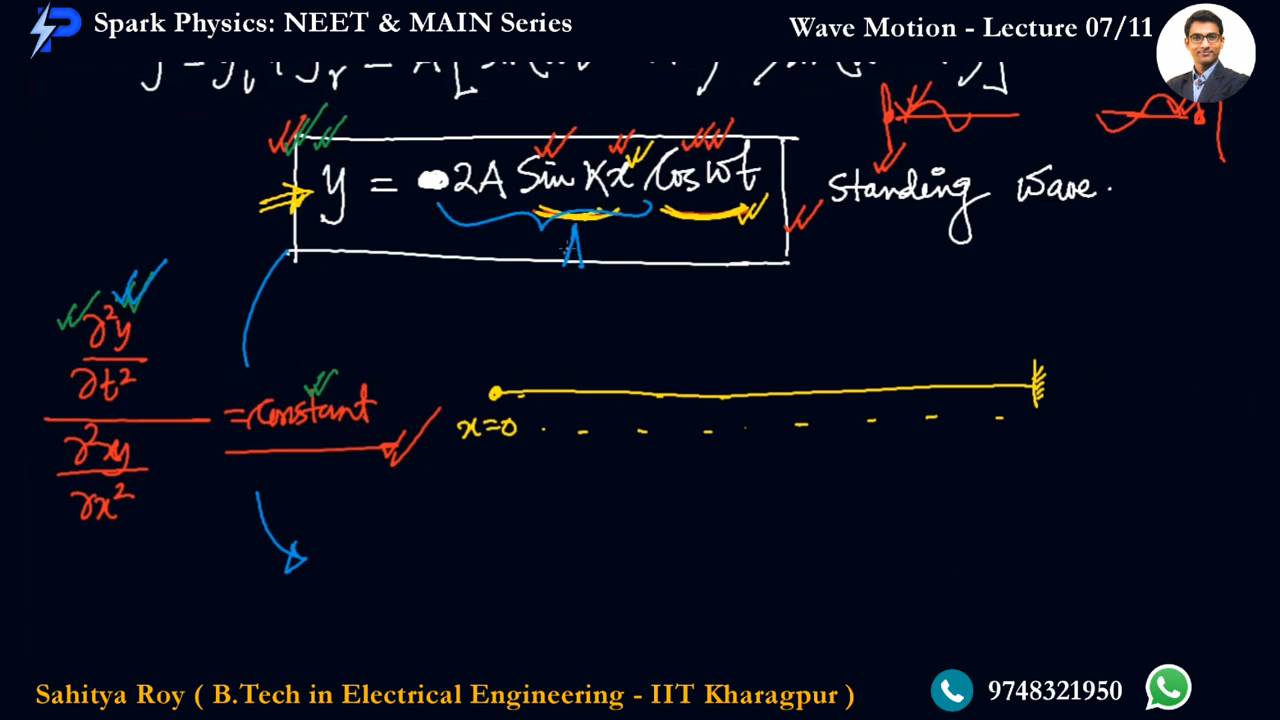 Spark Physics: NEET & MAIN Series
Wave Motion - Lecture 07/11
y = 2A Sin Kx Cos ωt
Standing wave.
A
∂²y
∂t²
= Constant
∂²y
∂x²
x=0
Sahitya Roy ( B.Tech in Electrical Engineering - IIT Kharagpur )
9748321950